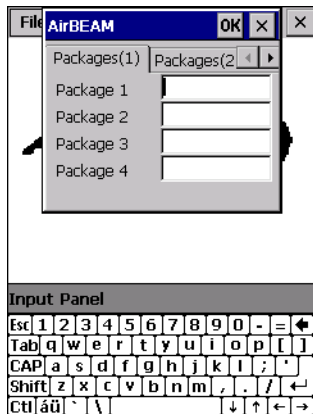 File AirBEAM OK × ×
Packages(1) Packages(2
Package 1
Package 2
Package 3
Package 4
Input Panel
Esc 1 2 3 4 5 6 7 8 9 0 - =
Tab q w e r t y u i o p [ ]
CAP a s d f g h j k l ; '
Shift z x c v b n m , . /
Ctl áü ` \